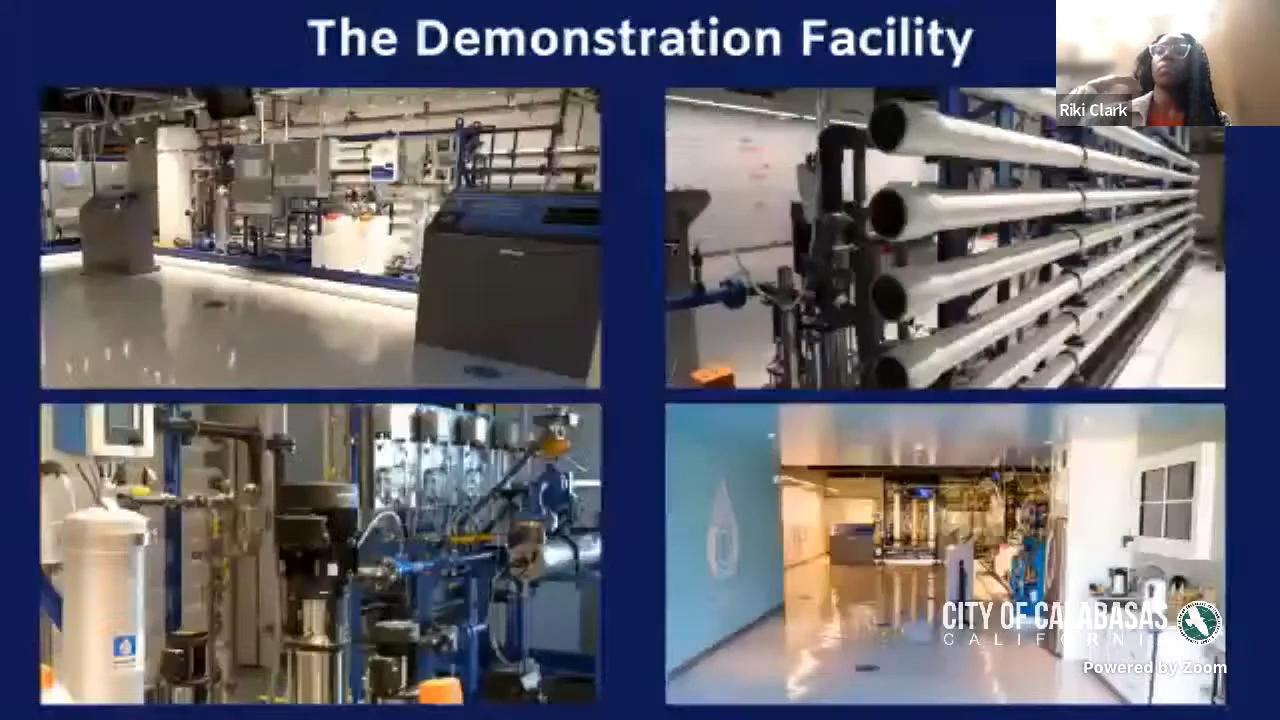 The Demonstration Facility
Riki Clark
CITY OF CALABASAS
CALIFORNIA
Powered by Zoom